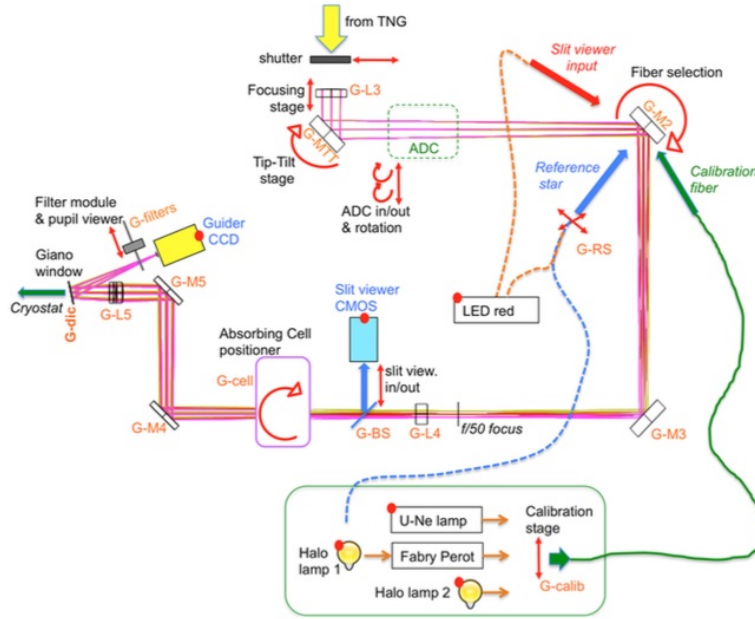 from TNG
shutter
Focusing
stage
G-L3
G-MTT
Tip-Tilt
stage
ADC
ADC in/out
& rotation
Slit viewer
input
Fiber selection
G-M2
Reference
star
Calibration
fiber
G-RS
LED red
Filter module
& pupil viewer
G-filters
Guider
CCD
Giano
window
Cryostat
G-dic
G-L5
G-M5
Slit viewer
CMOS
Absorbing Cell
positioner
G-cell
slit view.
in/out
G-M4
G-BS
G-L4
f/50 focus
G-M3
U-Ne lamp
Calibration
stage
Halo
lamp 1
Fabry Perot
Halo lamp 2
G-calib